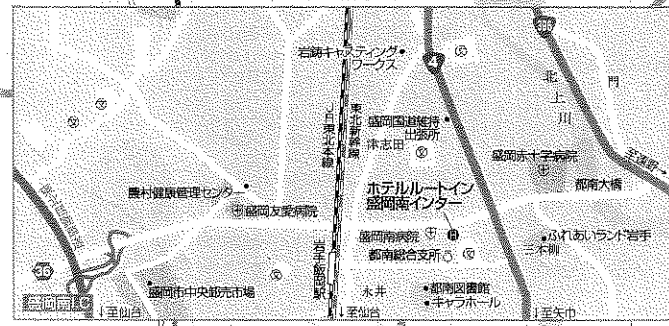 岩鋳キャスティング
ワークス
4
北上川
門
JR東北本線
東北新幹線
盛岡国道維持
出張所
津志田
盛岡赤十字病院
至遠野→
都南大橋
農村健康管理センター
盛岡友愛病院
ホテルルートイン
盛岡南インター
盛岡南病院
H
都南総合支所
ふれあいランド岩手
三本柳
36
盛岡南I.C
盛岡市中央卸売市場
岩手飯岡駅
永井
都南図書館
キャラホール
↓至仙台
↓至仙台
↓至矢巾